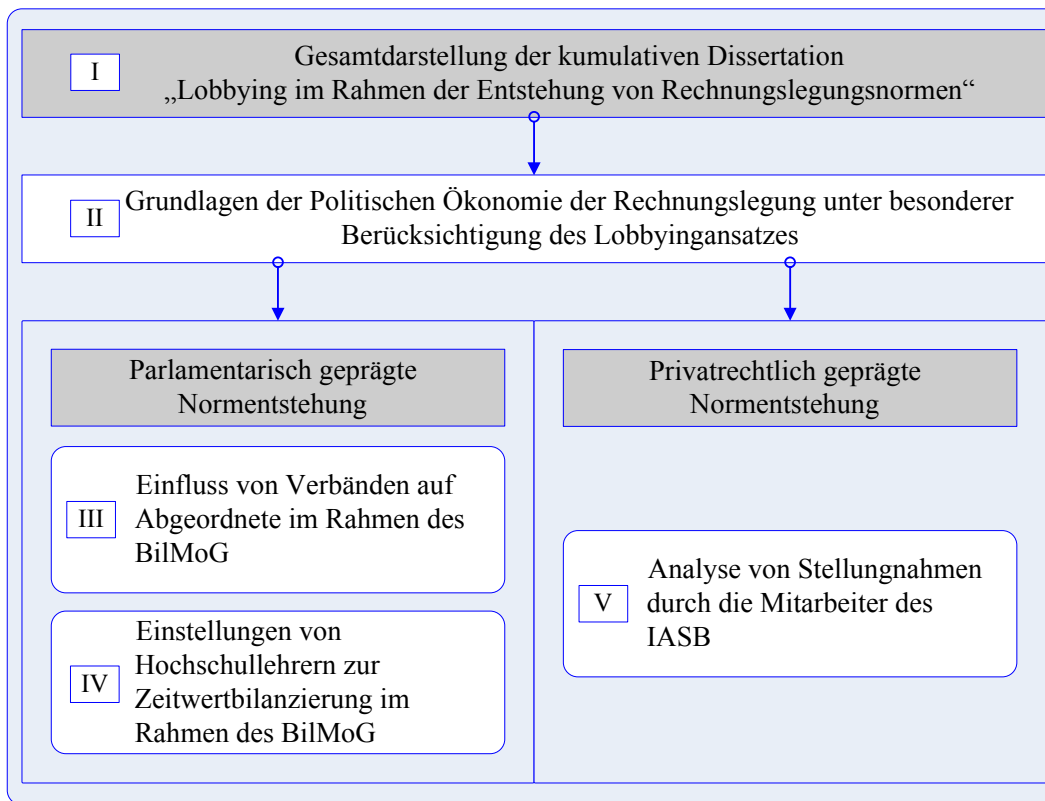 I
Gesamtdarstellung der kumulativen Dissertation
„Lobbying im Rahmen der Entstehung von Rechnungslegungsnormen“
II
Grundlagen der Politischen Ökonomie der Rechnungslegung unter besonderer
Berücksichtigung des Lobbyingansatzes
Parlamentarisch geprägte
Normentstehung
III
Einfluss von Verbänden auf
Abgeordnete im Rahmen des
BilMoG
IV
Einstellungen von
Hochschullehrern zur
Zeitwertbilanzierung im
Rahmen des BilMoG
Privatrechtlich geprägte
Normentstehung
V
Analyse von Stellungnahmen
durch die Mitarbeiter des
IASB